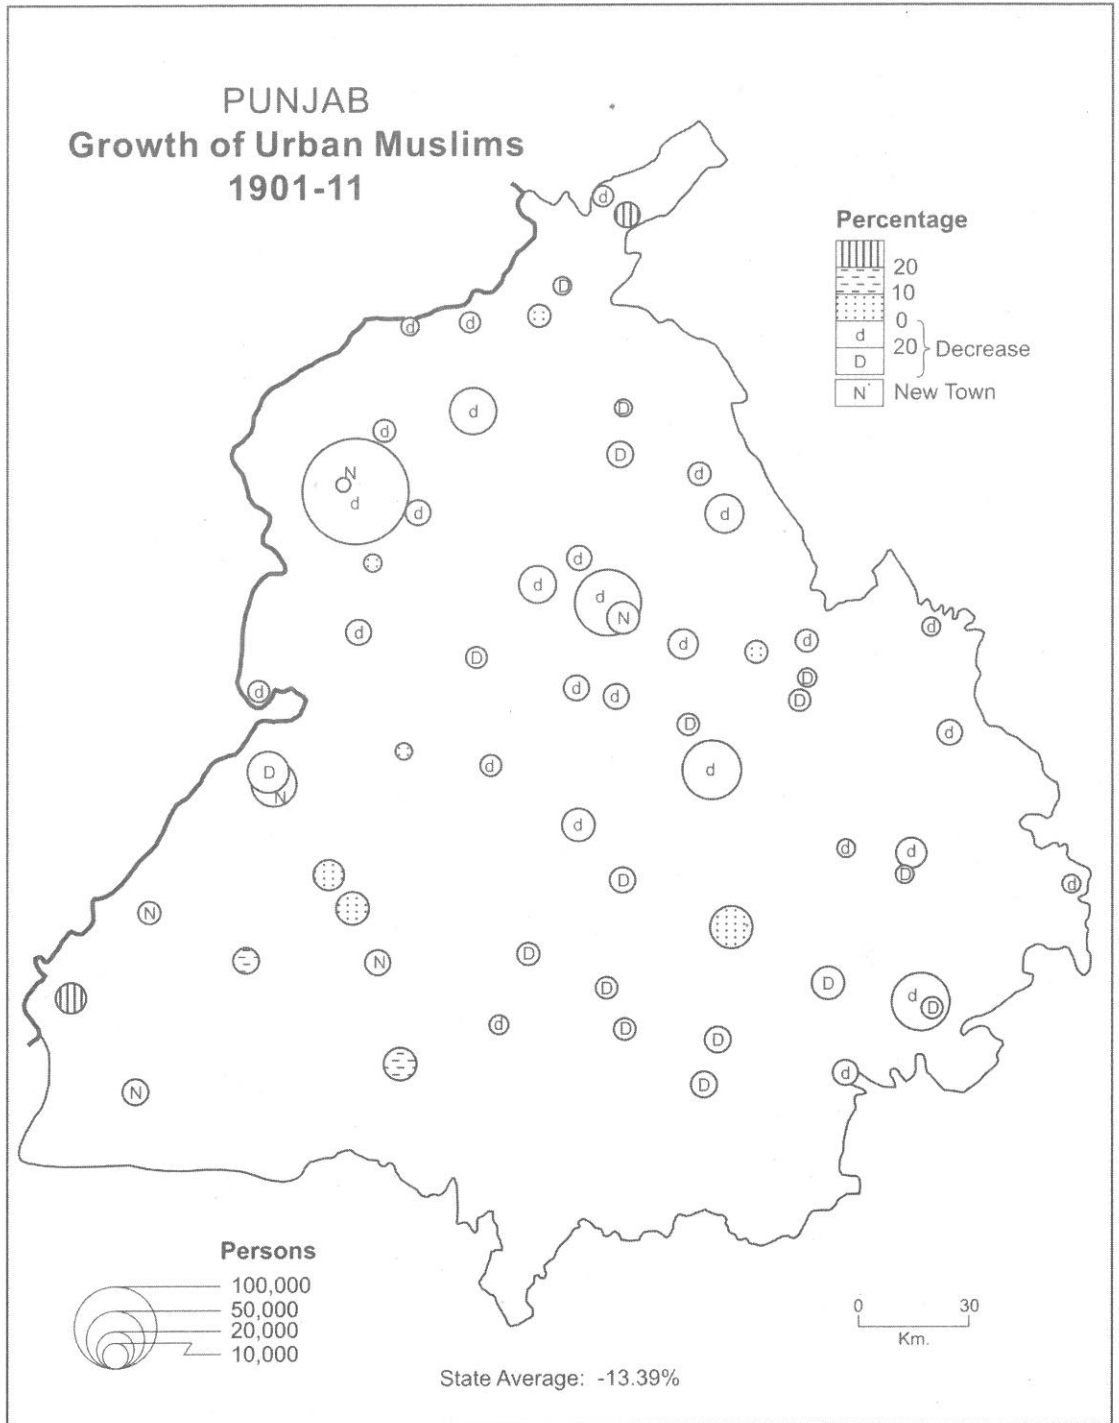 PUNJAB
Growth of Urban Muslims
1901-11
Percentage
20
10
0
d
20
Decrease
D
N
New Town
d
D
d
d
d
D
d
D
N
d
d
d
d
d
d
d
N
d
d
d
d
D
D
d
d
D
D
d
d
D
d
D
N
d
d
d
d
D
D
d
N
N
D
D
D
d
D
d
D
D
D
d
N
Persons
100,000
50,000
20,000
10,000
0 30
Km.
State Average: -13.39%